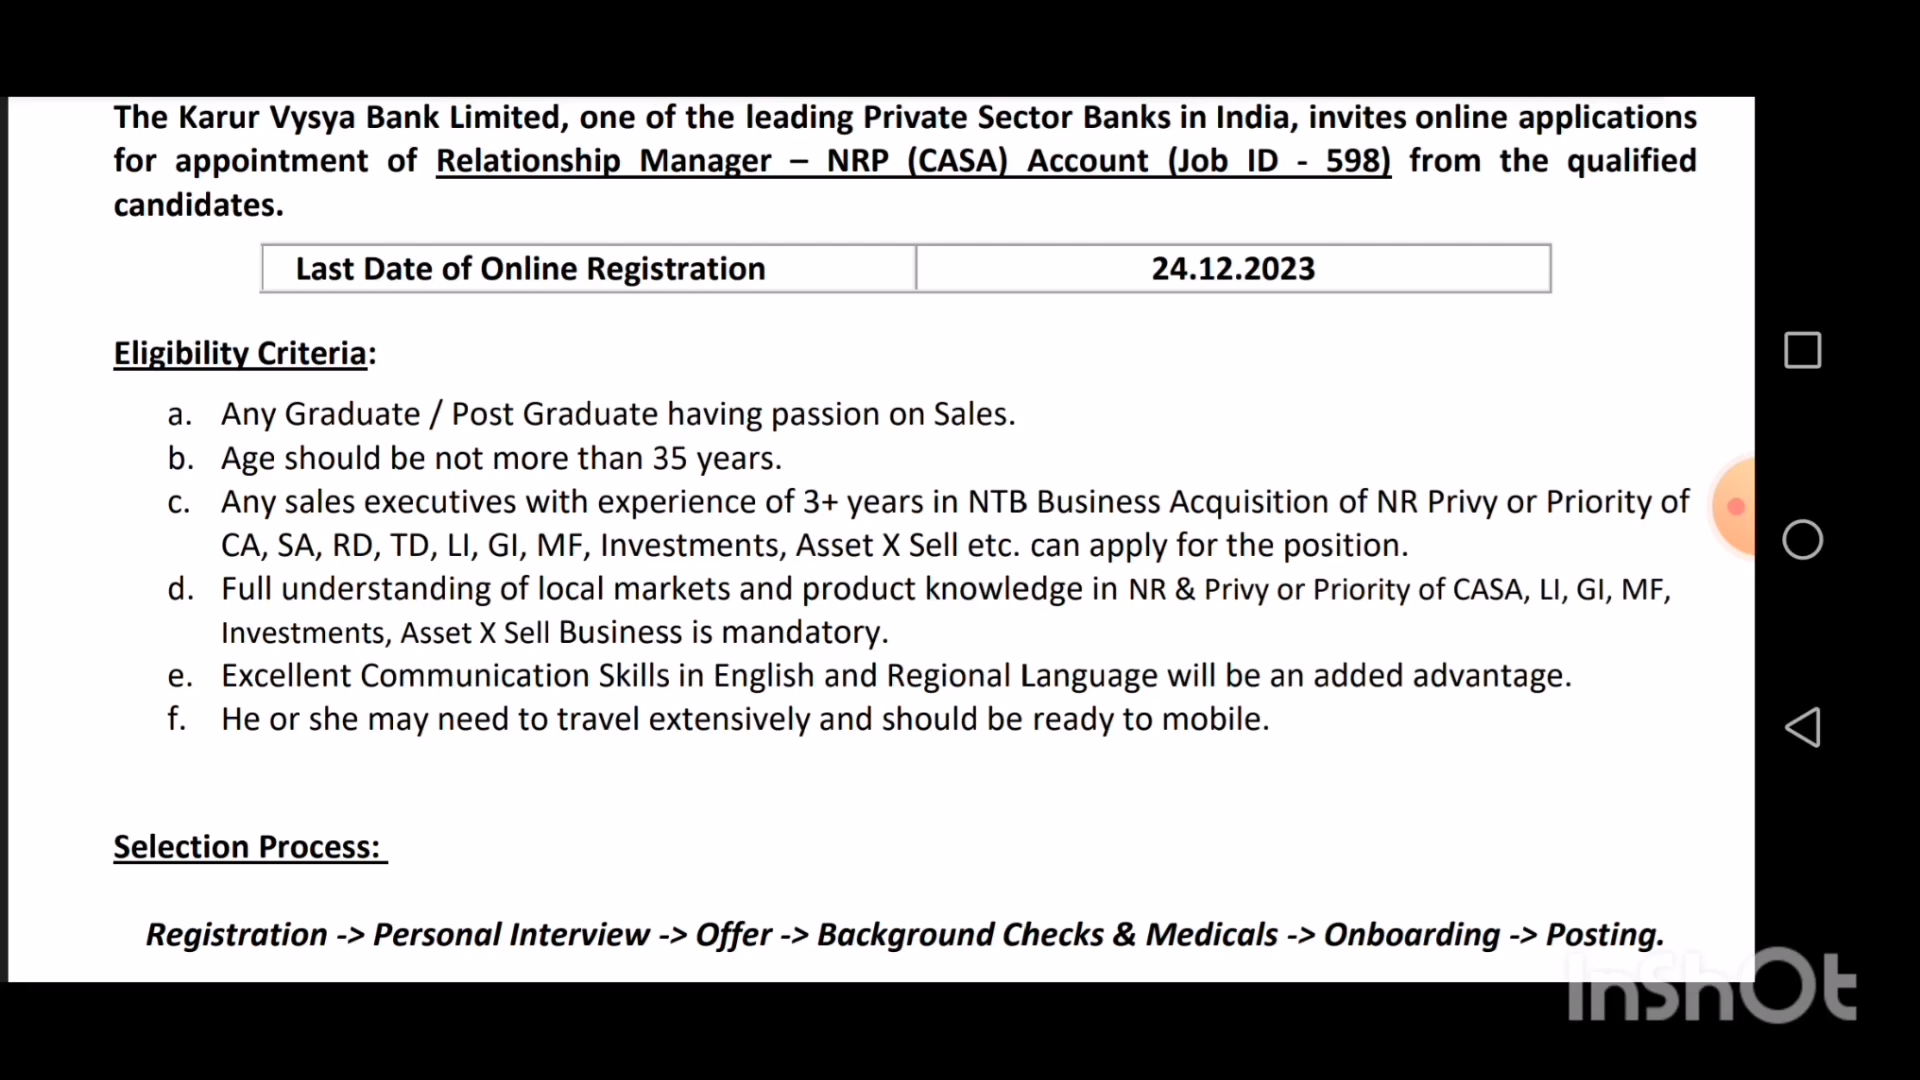 The Karur Vysya Bank Limited, one of the leading Private Sector Banks in India, invites online applications
for appointment of Relationship Manager – NRP (CASA) Account (Job ID - 598) from the qualified
candidates.
Last Date of Online Registration 24.12.2023
Eligibility Criteria:
a. Any Graduate / Post Graduate having passion on Sales.
b. Age should be not more than 35 years.
c. Any sales executives with experience of 3+ years in NTB Business Acquisition of NR Privy or Priority of
CA, SA, RD, TD, LI, GI, MF, Investments, Asset X Sell etc. can apply for the position.
d. Full understanding of local markets and product knowledge in NR & Privy or Priority of CASA, LI, GI, MF,
Investments, Asset X Sell Business is mandatory.
e. Excellent Communication Skills in English and Regional Language will be an added advantage.
f. He or she may need to travel extensively and should be ready to mobile.
Selection Process:
Registration -> Personal Interview -> Offer -> Background Checks & Medicals -> Onboarding -> Posting.
InShOt